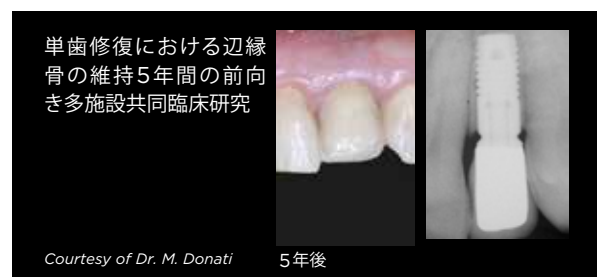 単歯修復における辺縁
骨の維持5年間の前向
き多施設共同臨床研究
Courtesy of Dr. M. Donati
5年後